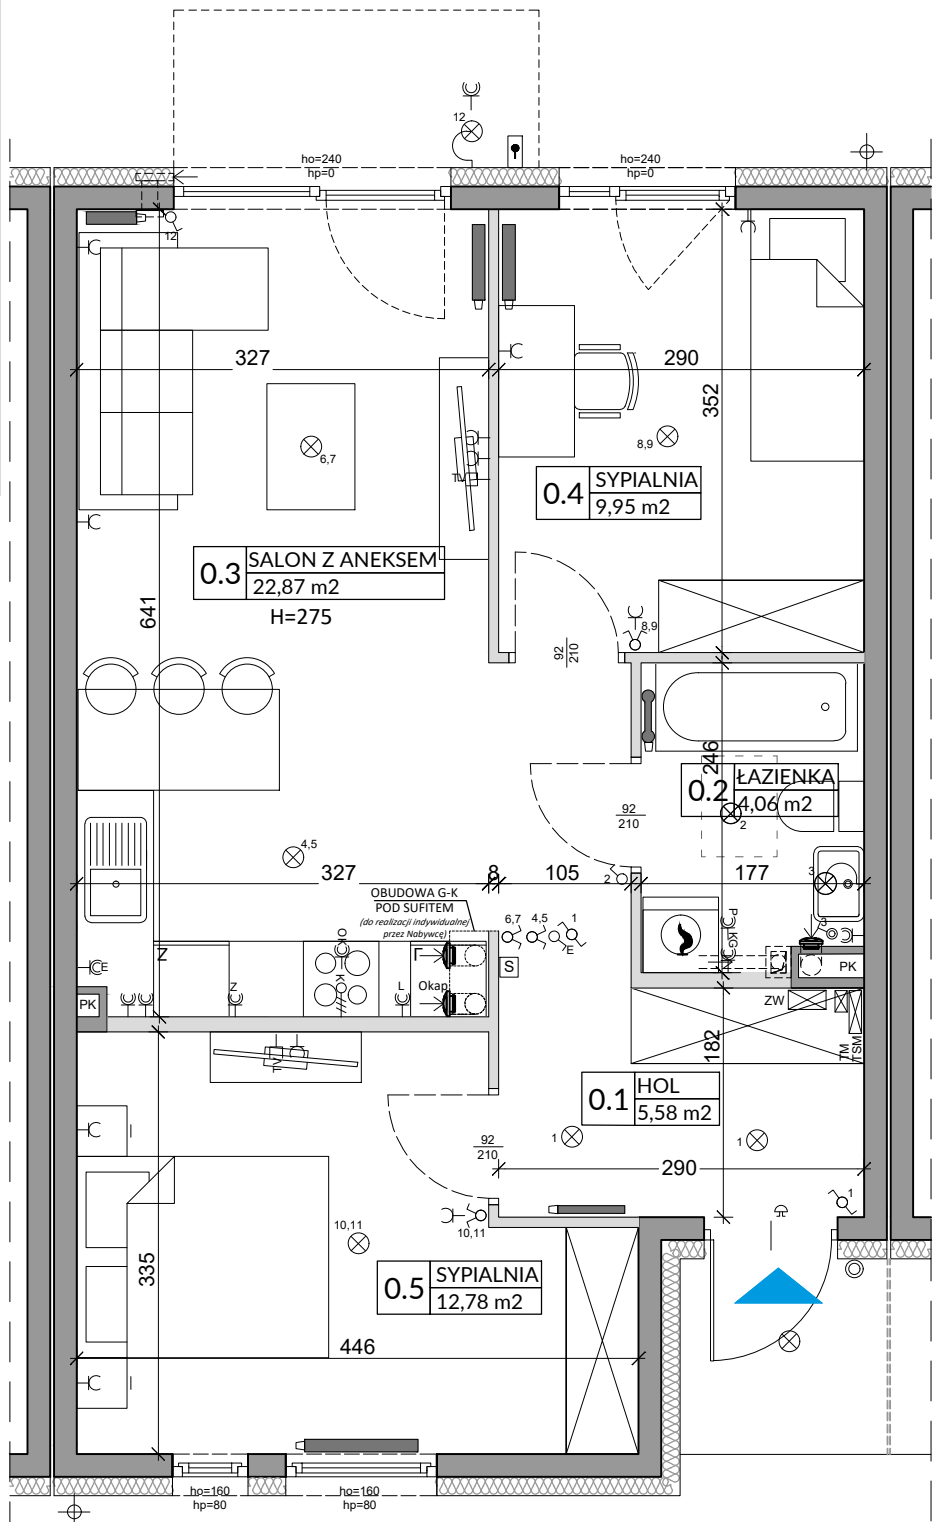 12
ho=240
hp=0
ho=240
hp=0
12
327
290
352
6,7
8,9
TV
0.4
SYPIALNIA
9,95 m2
0.3
SALON Z ANEKSEM
22,87 m2
H=275
641
8,9
92
210
246
0.2
ŁAZIENKA
4,06 m2
2
92
210
4,5
327
8
105
177
2
3
OBUDOWA G-K
POD SUFITEM
(do realizacji indywidualnej
przez Nabywcę)
6,7
4,5
1
E
3
S
Z
Z
L
Okap
E
PK
PK
ZW
TM
TSM
182
TV
0.1
HOL
5,58 m2
1
1
92
210
290
1
10,11
10,11
335
0.5
SYPIALNIA
12,78 m2
446
ho=160
hp=80
ho=160
hp=80